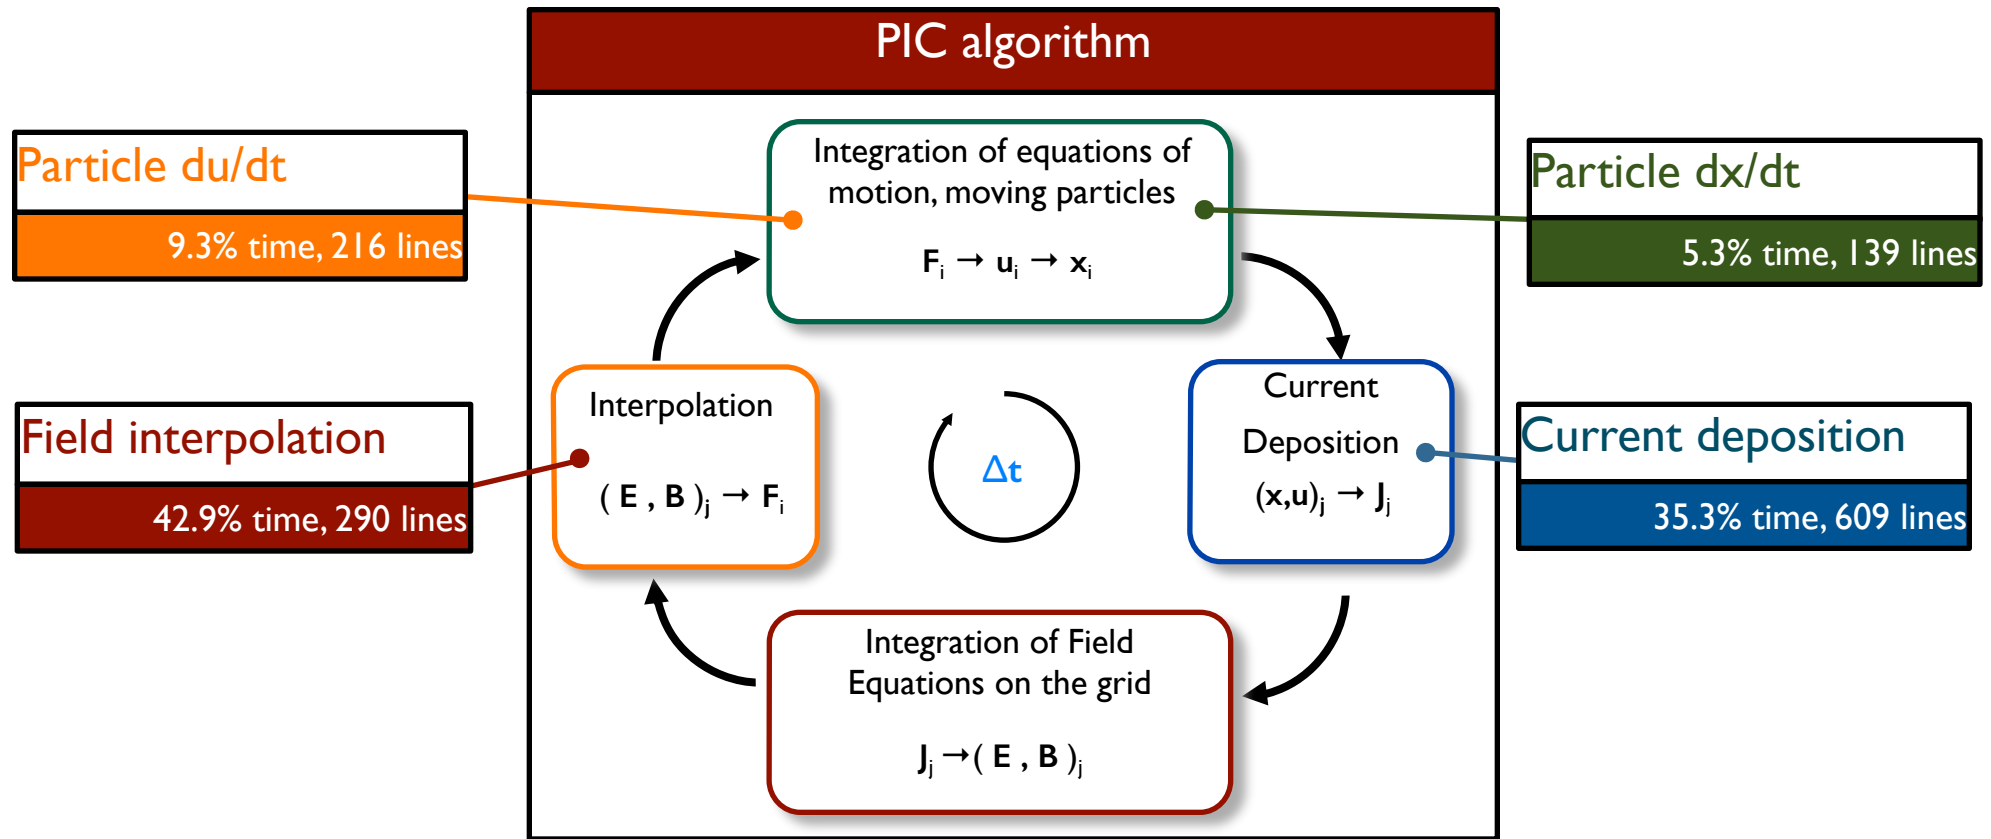 PIC algorithm
Particle du/dt
9.3% time, 216 lines
Integration of equations of
motion, moving particles
Fᵢ → uᵢ → xᵢ
Particle dx/dt
5.3% time, 139 lines
Field interpolation
42.9% time, 290 lines
Interpolation
( E , B )ⱼ → Fᵢ
Δt
Current
Deposition
(x,u)ⱼ → Jⱼ
Current deposition
35.3% time, 609 lines
Integration of Field
Equations on the grid
Jⱼ →( E , B )ⱼ